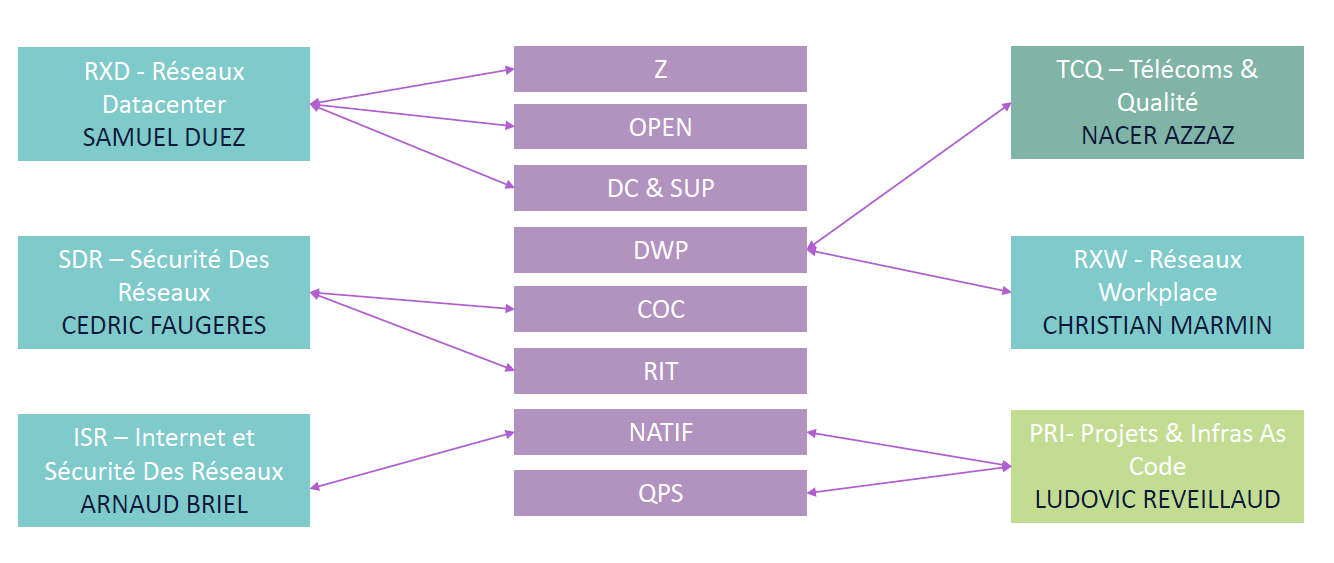 RXD - Réseaux
Datacenter
SAMUEL DUEZ
SDR – Sécurité Des
Réseaux
CEDRIC FAUGERES
ISR – Internet et
Sécurité Des Réseaux
ARNAUD BRIEL
Z
OPEN
DC & SUP
DWP
COC
RIT
NATIF
QPS
TCQ – Télécoms &
Qualité
NACER AZZAZ
RXW - Réseaux
Workplace
CHRISTIAN MARMIN
PRI- Projets & Infras As
Code
LUDOVIC REVEILLAUD